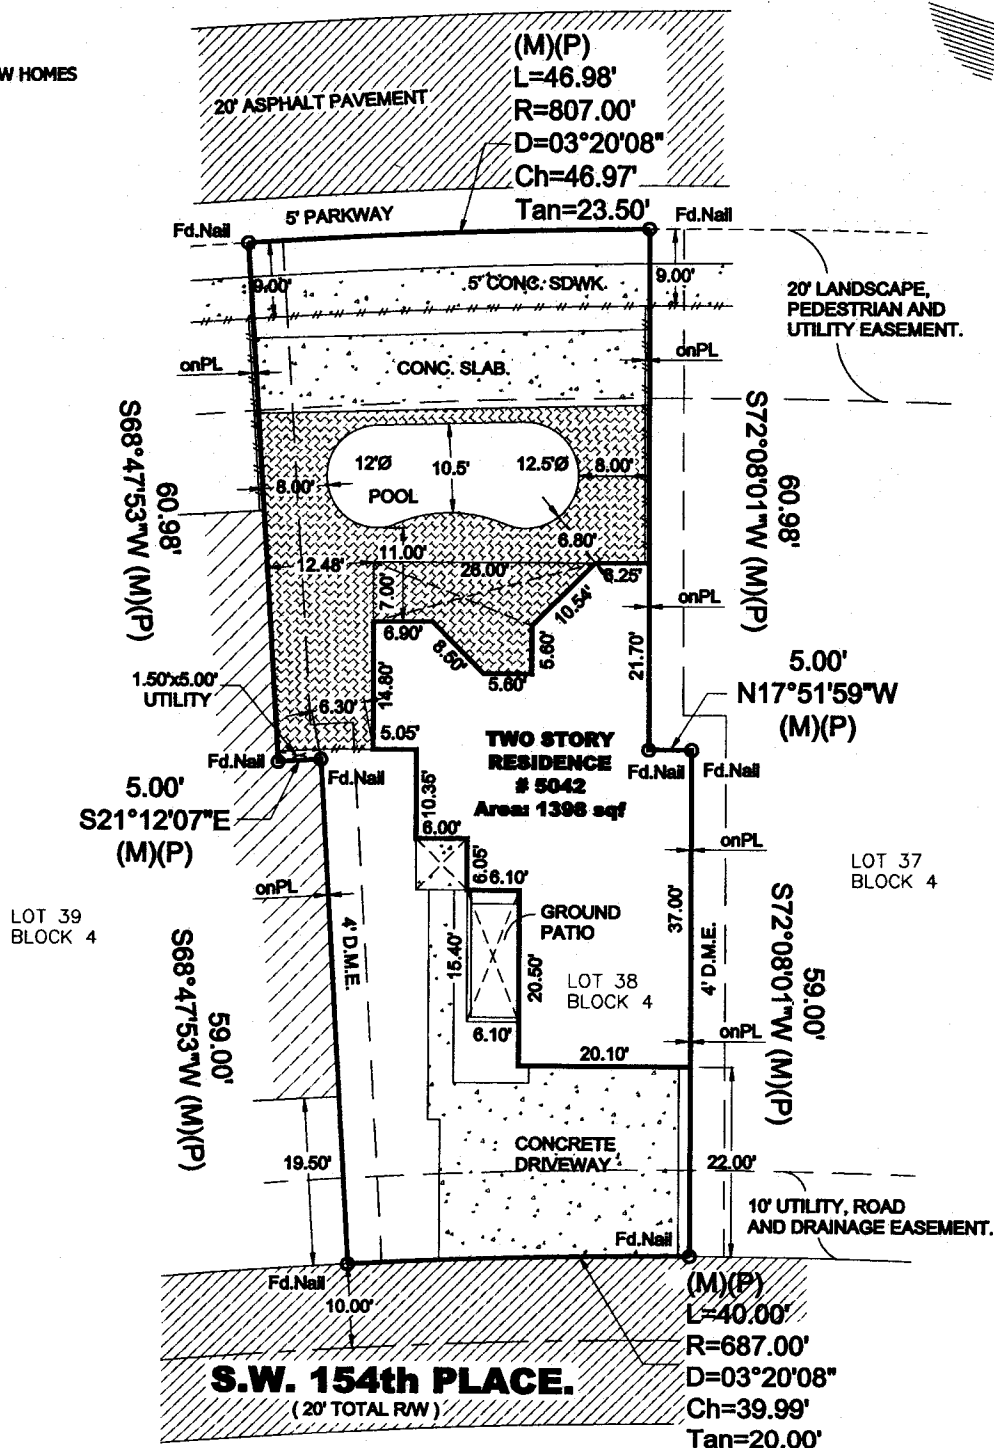 W HOMES
20' ASPHALT PAVEMENT
(M)(P)
L=46.98'
R=807.00'
D=03°20'08"
Ch=46.97'
Tan=23.50'
5' PARKWAY
Fd.Nail
Fd.Nail
9.00'
5' CONC. SDWK.
9.00'
20' LANDSCAPE,
PEDESTRIAN AND
UTILITY EASEMENT.
onPL
CONC. SLAB.
onPL
S68°47'53"W (M)(P)
60.98'
S72°08'01"W (M)(P)
60.98'
12'Ø
10.5'
12.5'Ø
8.00'
8.00'
POOL
6.80'
11.00'
12.48'
26.00'
6.25'
7.00'
10.54'
onPL
6.90'
8.50'
5.60'
5.60'
21.70'
5.00'
N17°51'59"W
(M)(P)
1.50'x5.00'
UTILITY
6.30'
14.80'
5.05'
TWO STORY
RESIDENCE
# 5042
Area: 1398 sqf
Fd.Nail
Fd.Nail
Fd.Nail
Fd.Nail
5.00'
S21°12'07"E
(M)(P)
10.35'
6.00'
onPL
6.05'
6.10'
onPL
LOT 37
BLOCK 4
LOT 39
BLOCK 4
4' D.M.E.
GROUND
PATIO
37.00'
4' D.M.E.
S68°47'53"W (M)(P)
59.00'
S72°08'01"W (M)(P)
59.00'
15.40'
20.50'
LOT 38
BLOCK 4
6.10'
20.10'
onPL
CONCRETE
DRIVEWAY
19.50'
22.00'
10' UTILITY, ROAD
AND DRAINAGE EASEMENT.
Fd.Nail
Fd.Nail
10.00'
(M)(P)
L=40.00'
R=687.00'
D=03°20'08"
Ch=39.99'
Tan=20.00'
S.W. 154th PLACE.
( 20' TOTAL R/W )